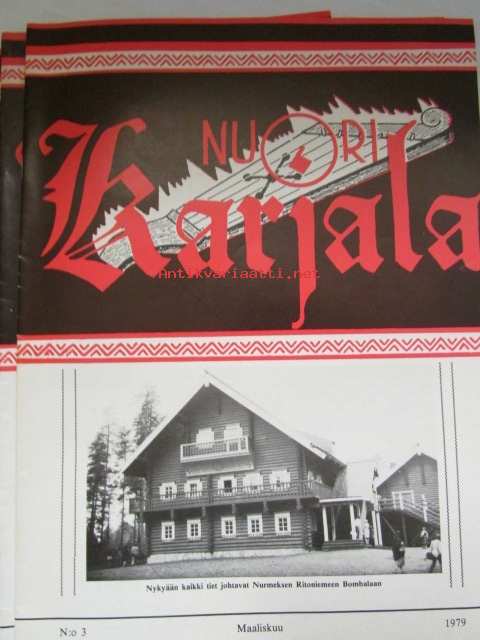 NUORI
Karjala
Antikvariaatti.net
Nykyään kaikki tiet johtavat Nurmeksen Ritoniemeen Bombalaan
N:o 3 Maaliskuu 1979